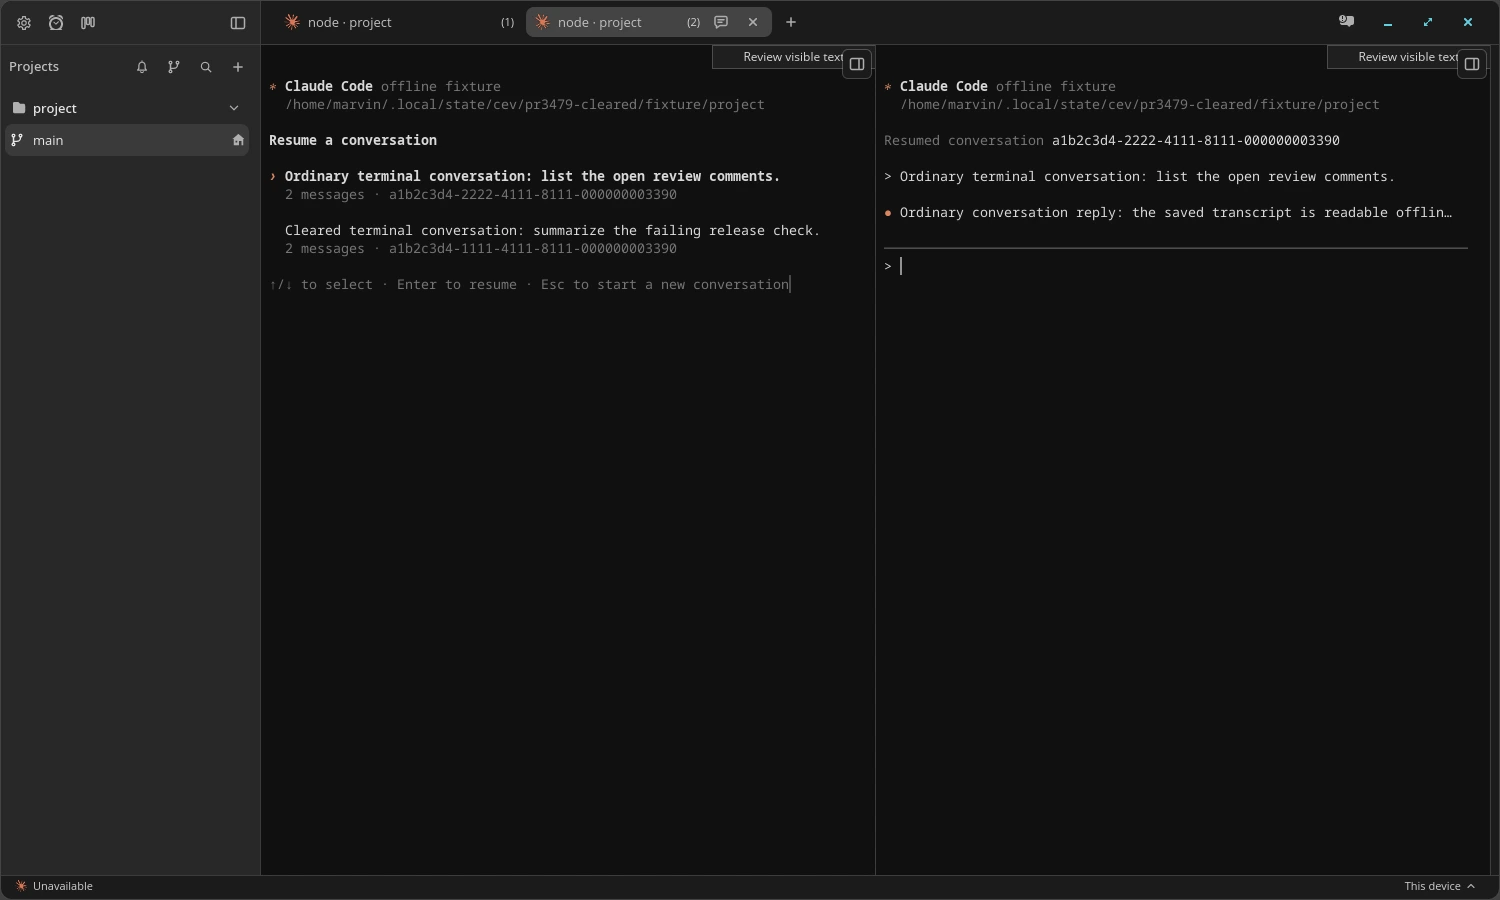 node · project (1)
node · project (2)
Projects
project
main
Review visible text
* Claude Code offline fixture
/home/marvin/.local/state/cev/pr3479-cleared/fixture/project
Resume a conversation
› Ordinary terminal conversation: list the open review comments.
2 messages · a1b2c3d4-2222-4111-8111-000000003390
Cleared terminal conversation: summarize the failing release check.
2 messages · a1b2c3d4-1111-4111-8111-000000003390
↑/↓ to select · Enter to resume · Esc to start a new conversation
Review visible text
* Claude Code offline fixture
/home/marvin/.local/state/cev/pr3479-cleared/fixture/project
Resumed conversation a1b2c3d4-2222-4111-8111-000000003390
> Ordinary terminal conversation: list the open review comments.
● Ordinary conversation reply: the saved transcript is readable offlin…
>
Unavailable
This device